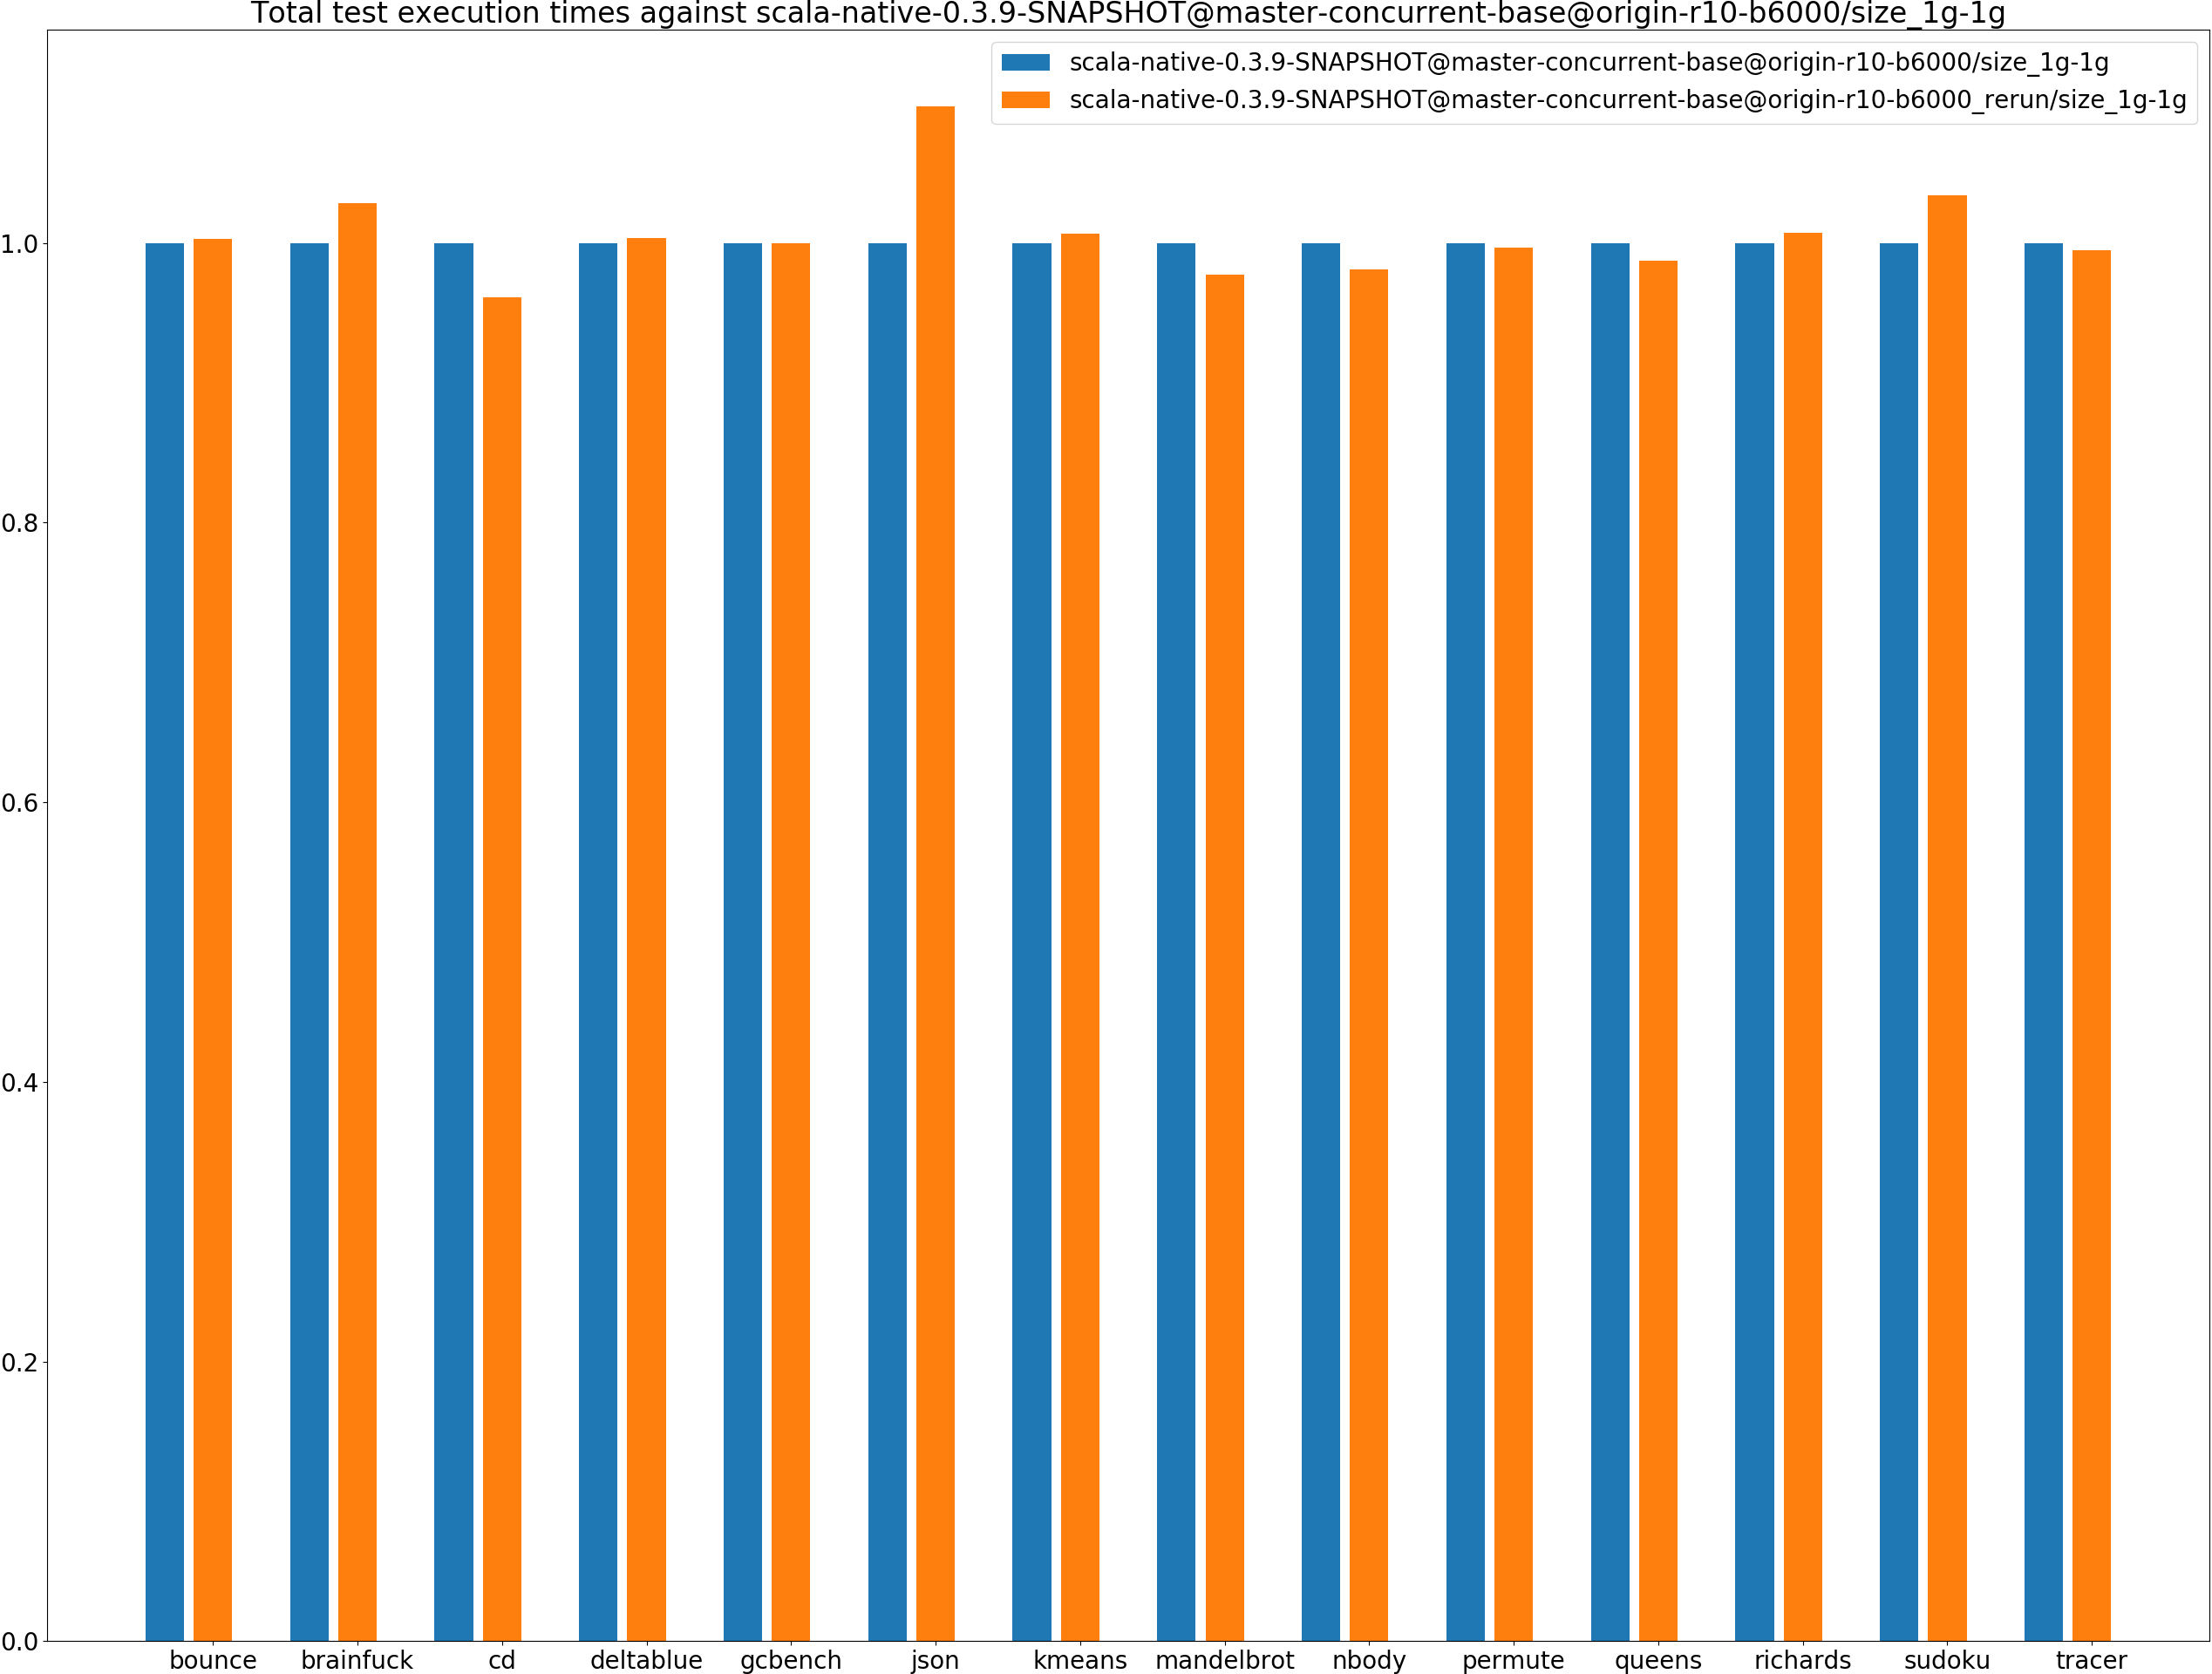 Total test execution times against scala-native-0.3.9-SNAPSHOT@master-concurrent-base@origin-r10-b6000/size_1g-1g
scala-native-0.3.9-SNAPSHOT@master-concurrent-base@origin-r10-b6000/size_1g-1g
scala-native-0.3.9-SNAPSHOT@master-concurrent-base@origin-r10-b6000_rerun/size_1g-1g
1.0
0.8
0.6
0.4
0.2
0.0
bounce brainfuck cd deltablue gcbench json kmeans mandelbrot nbody permute queens richards sudoku tracer